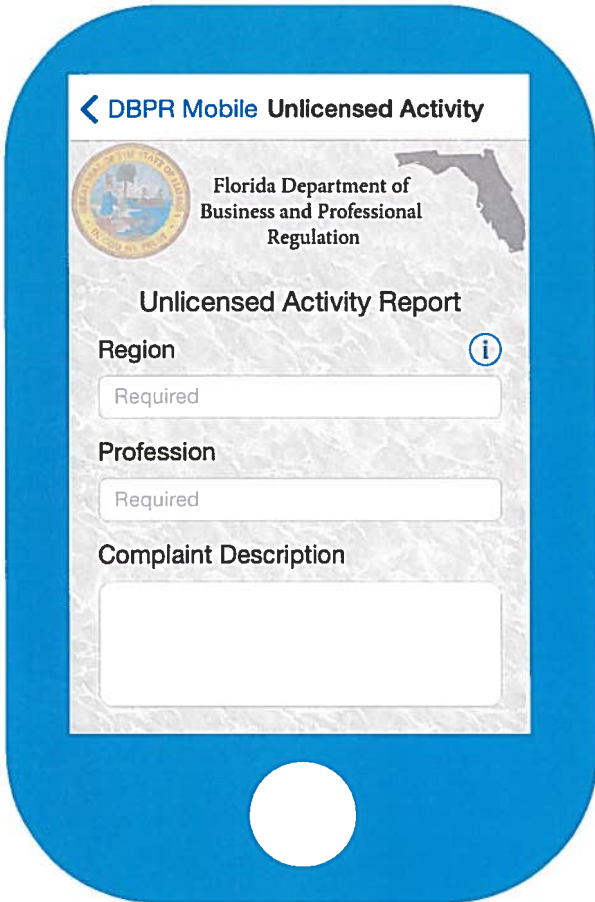 DBPR Mobile Unlicensed Activity
Florida Department of
Business and Professional
Regulation
Unlicensed Activity Report
Region
i
Required
Profession
Required
Complaint Description